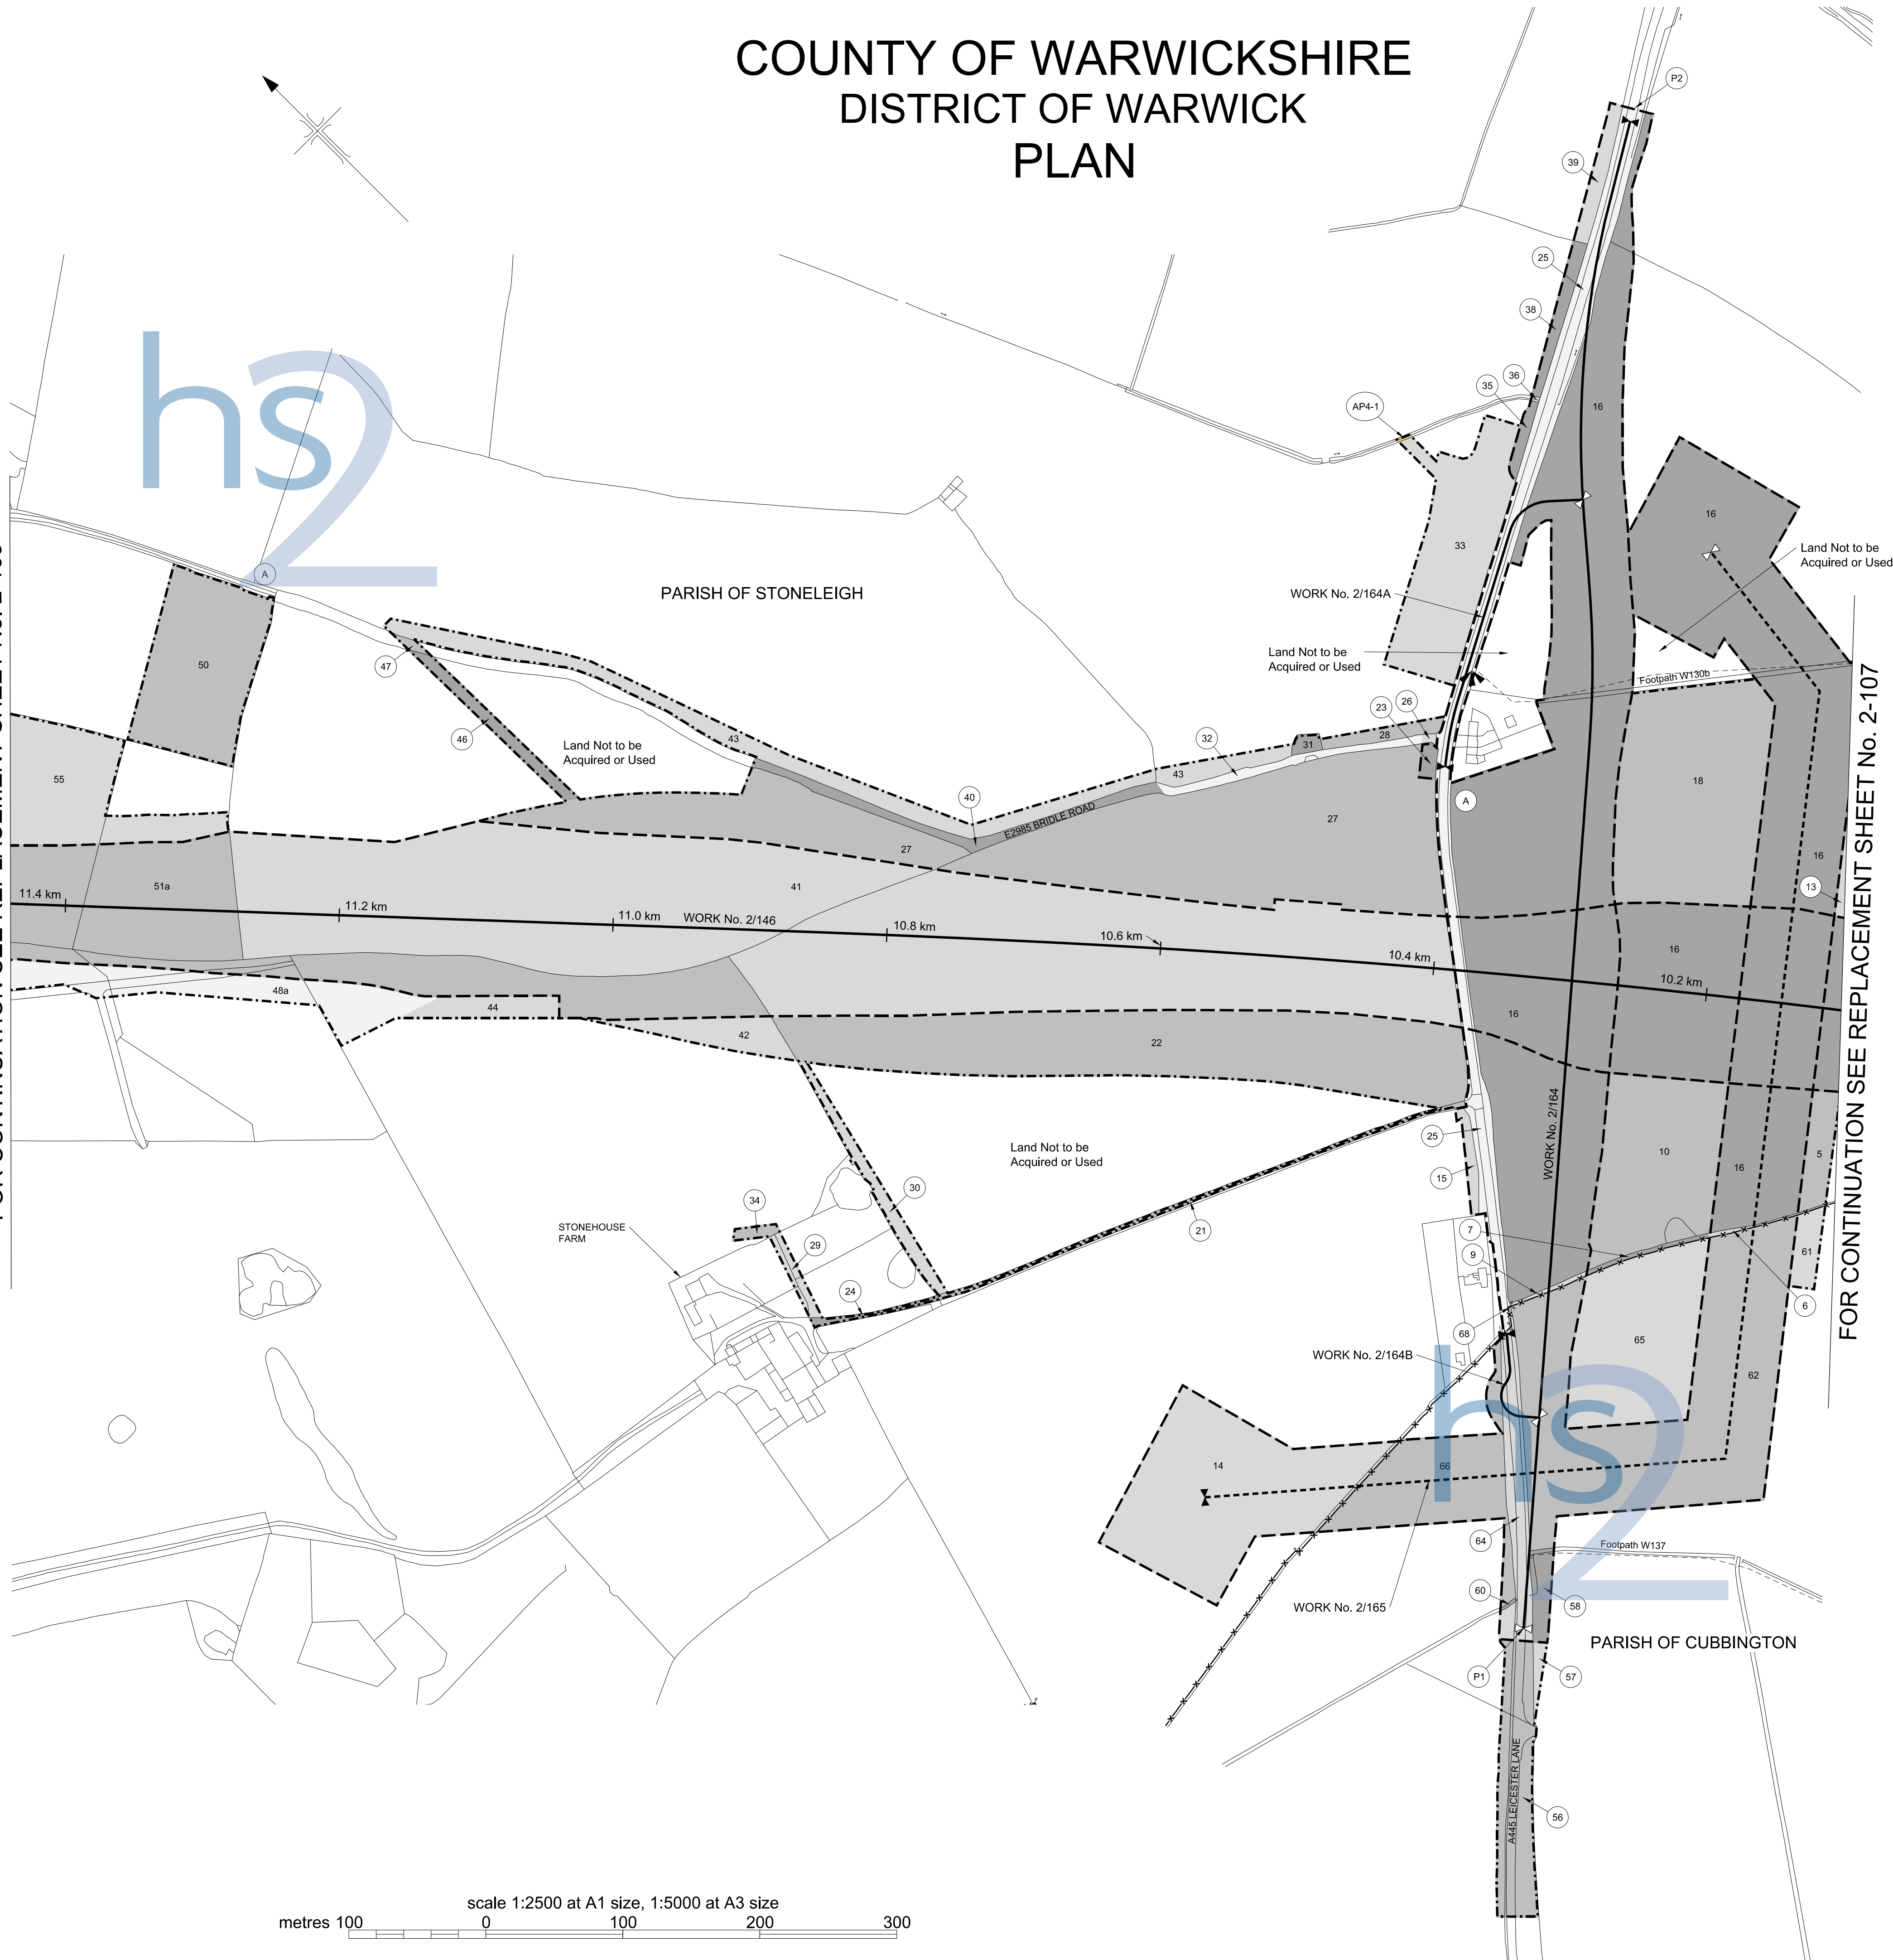 COUNTY OF WARWICKSHIRE
DISTRICT OF WARWICK
PLAN
P2
39
25
38
36
35
16
AP4-1
hs2
16
33
Land Not to be
Acquired or Used
A
PARISH OF STONELEIGH
WORK No. 2/164A
Land Not to be
Acquired or Used
50
47
Footpath W130b
FOR CONTINUATION SEE REPLACEMENT SHEET No. 2-107
46
43
Land Not to be
Acquired or Used
32
23
26
28
31
43
55
18
40
A
E2985 BRIDLE ROAD
27
27
16
13
51a
41
11.4 km
11.2 km
11.0 km
WORK No. 2/146
10.8 km
10.6 km
10.4 km
16
10.2 km
48a
44
42
22
16
WORK No. 2/164
Land Not to be
Acquired or Used
25
15
10
16
5
30
34
STONEHOUSE
FARM
29
21
7
9
61
24
6
68
65
WORK No. 2/164B
62
hs2
14
66
64
Footpath W137
60
WORK No. 2/165
58
PARISH OF CUBBINGTON
P1
57
A445 LEICESTER LANE
56
scale 1:2500 at A1 size, 1:5000 at A3 size
metres 100 0 100 200 300